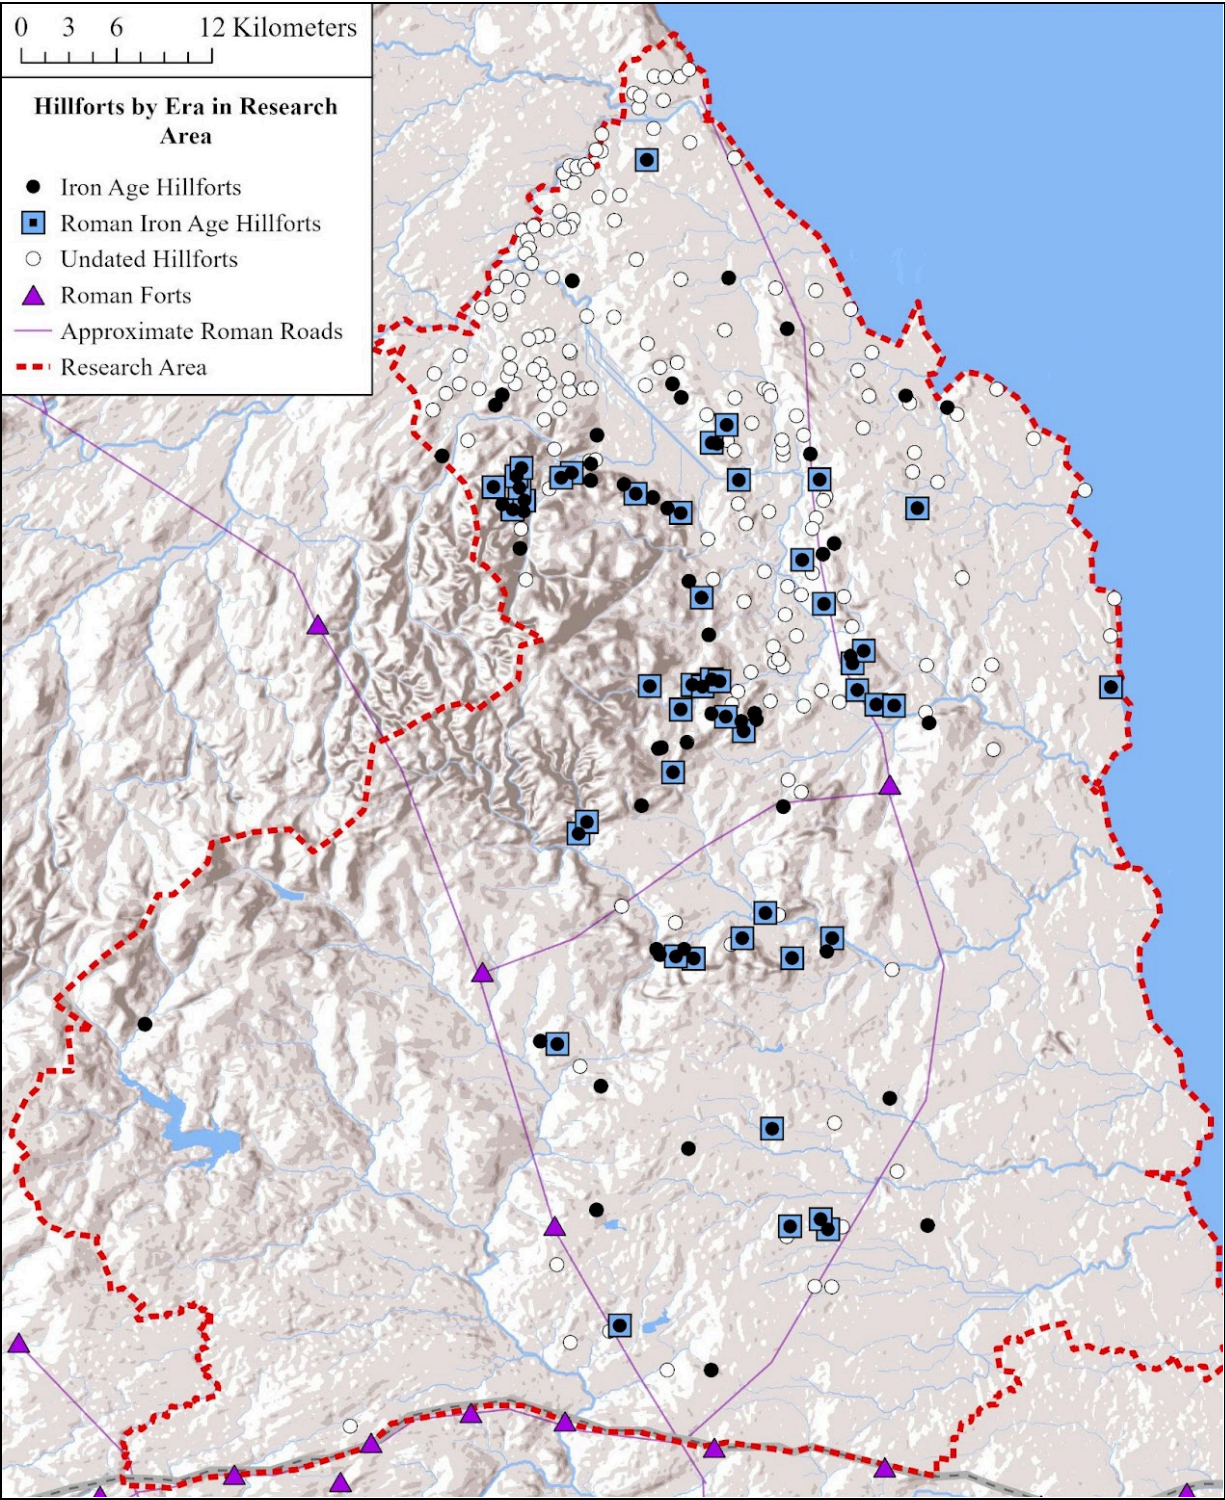 0 3 6 12 Kilometers
Hillforts by Era in Research
Area
Iron Age Hillforts
Roman Iron Age Hillforts
Undated Hillforts
Roman Forts
Approximate Roman Roads
Research Area